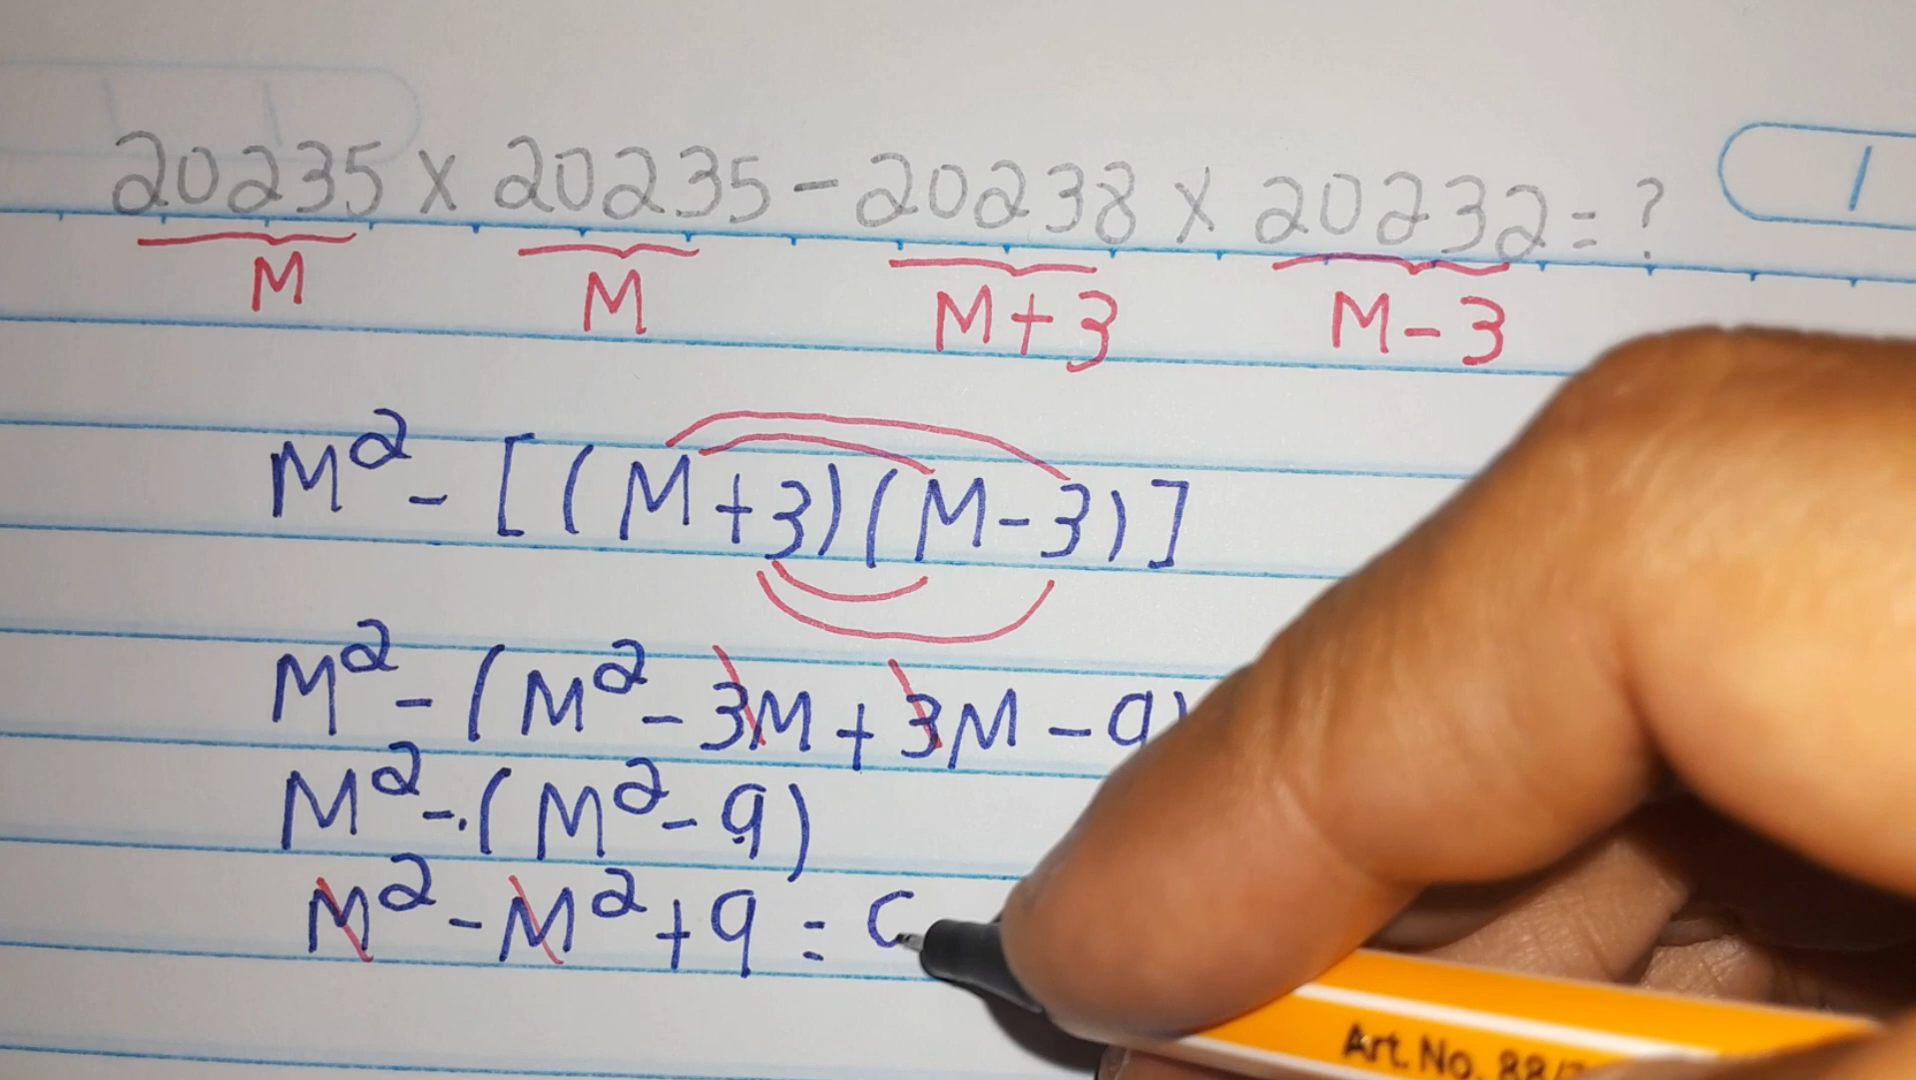 20235 x 20235 - 20238 x 20232 = ?
1
M M M+3 M-3
M² - [(M+3)(M-3)]
M² - (M² - 3M + 3M - 9)
M² - (M² - 9)
M² - M² + 9 =
Art. No. 88/